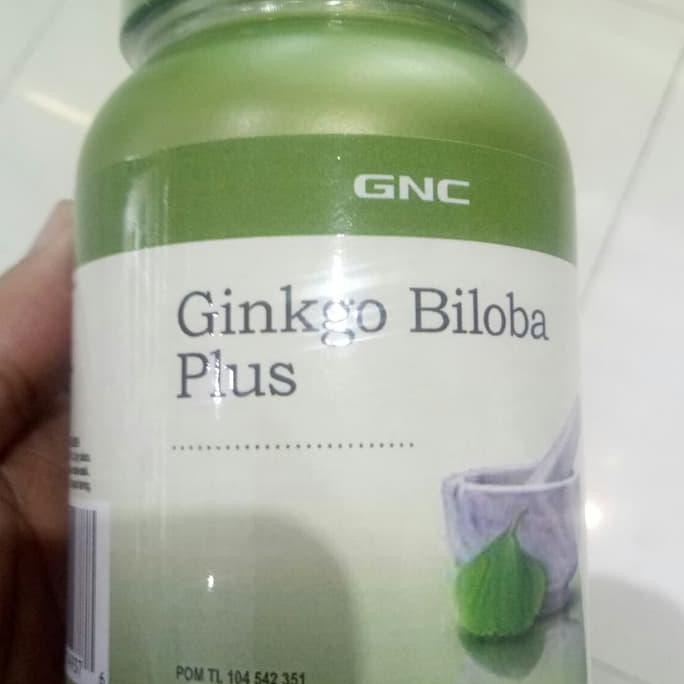 GNC
Ginkgo Biloba
Plus
POM TL 104 542 351